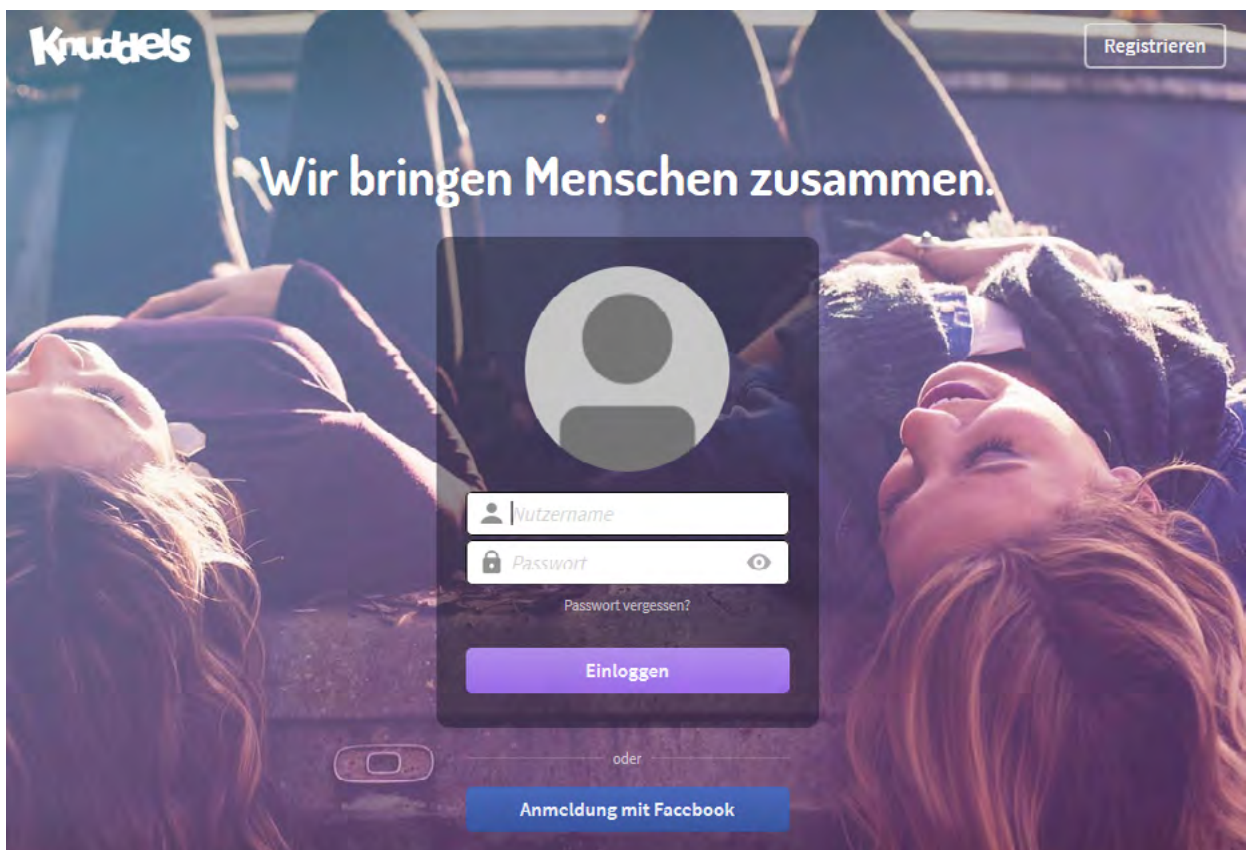 Knuddels
Registrieren
Wir bringen Menschen zusammen.
Nutzername
Passwort
Passwort vergessen?
Einloggen
oder
Anmeldung mit Facebook